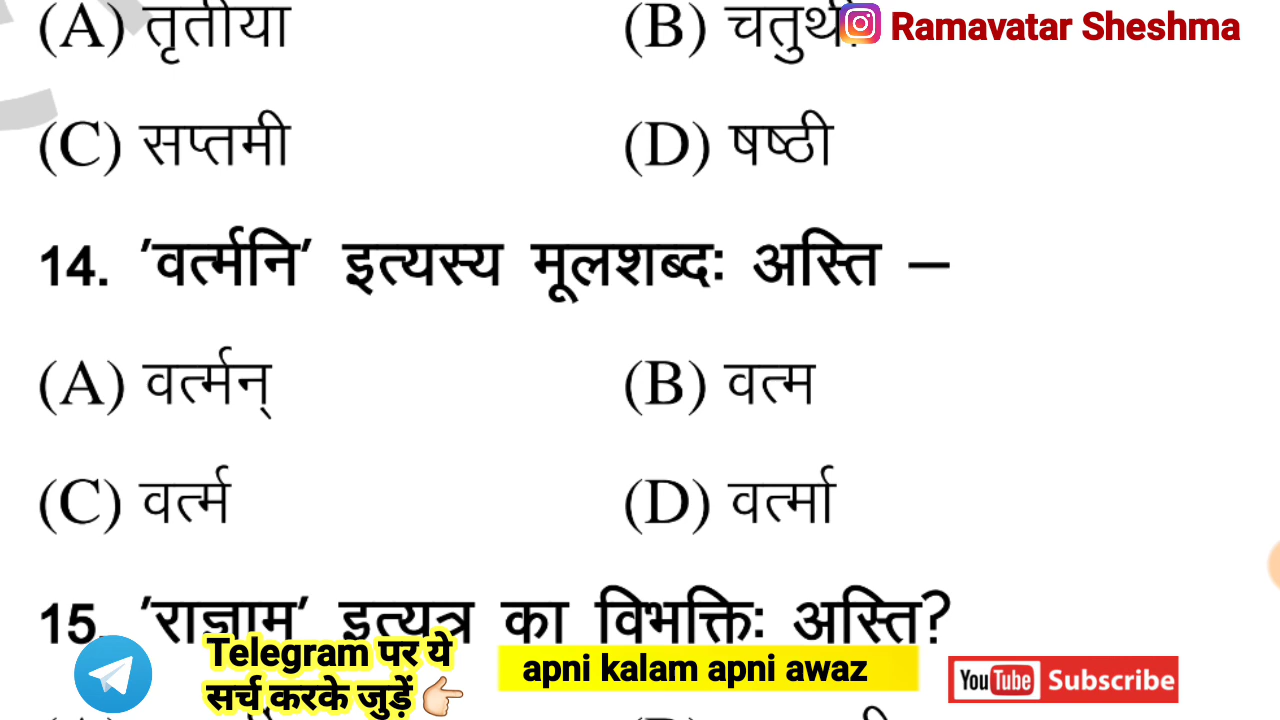 (A) तृतीया (B) चतुर्थी Ramavatar Sheshma
(C) सप्तमी (D) षष्ठी
14. 'वर्त्मनि' इत्यस्य मूलशब्दः अस्ति –
(A) वर्त्मन् (B) वत्म
(C) वर्त्म (D) वर्त्मा
15. 'राज्ञाम' इत्यत्र का विभक्तिः अस्ति?
Telegram पर ये
सर्च करके जुड़ें
apni kalam apni awaz
YouTube Subscribe